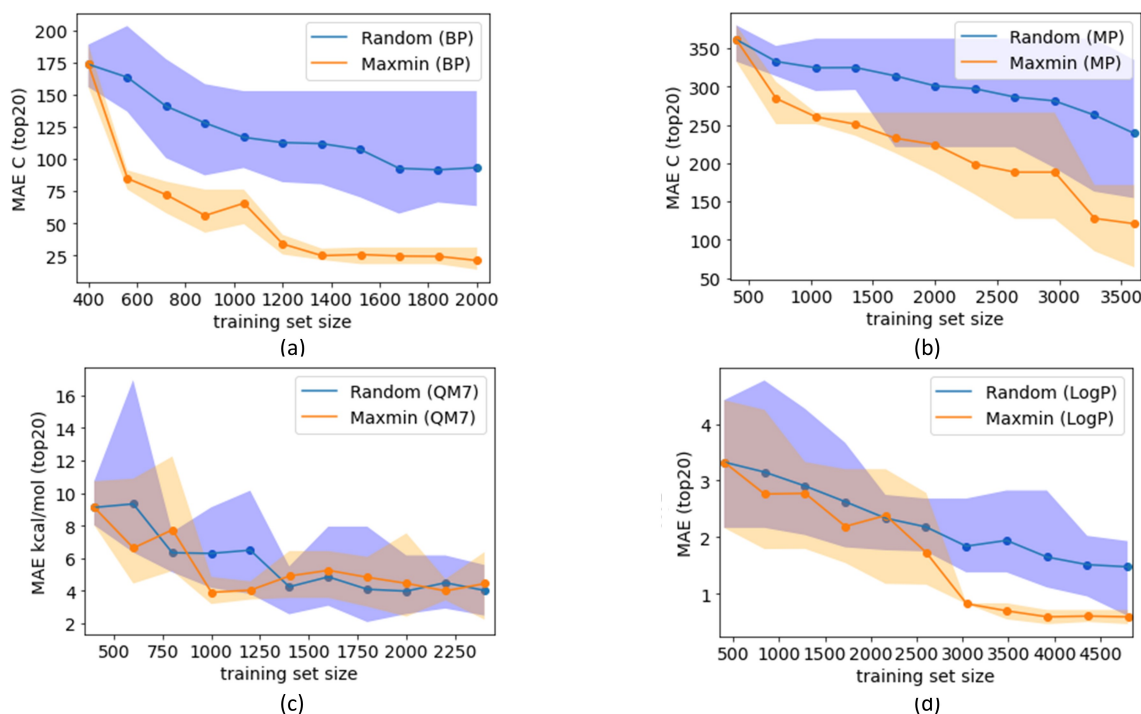 200
175
150
125
100
75
50
25
MAE C (top20)
Random (BP)
Maxmin (BP)
400 600 800 1000 1200 1400 1600 1800 2000
training set size
(a)
350
300
250
200
150
100
50
MAE C (top20)
Random (MP)
Maxmin (MP)
500 1000 1500 2000 2500 3000 3500
training set size
(b)
16
14
12
10
8
6
4
2
MAE kcal/mol (top20)
Random (QM7)
Maxmin (QM7)
500 750 1000 1250 1500 1750 2000 2250
training set size
(c)
4
3
2
1
MAE (top20)
Random (LogP)
Maxmin (LogP)
500 1000 1500 2000 2500 3000 3500 4000 4500
training set size
(d)